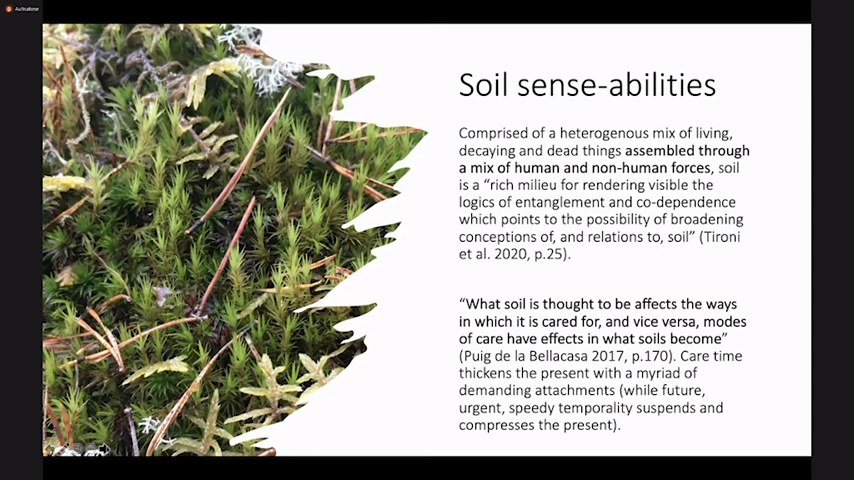 Aufnahme
Soil sense-abilities
Comprised of a heterogenous mix of living,
decaying and dead things assembled through
a mix of human and non-human forces, soil
is a “rich milieu for rendering visible the
logics of entanglement and co-dependence
which points to the possibility of broadening
conceptions of, and relations to, soil” (Tironi
et al. 2020, p.25).
“What soil is thought to be affects the ways
in which it is cared for, and vice versa, modes
of care have effects in what soils become”
(Puig de la Bellacasa 2017, p.170). Care time
thickens the present with a myriad of
demanding attachments (while future,
urgent, speedy temporality suspends and
compresses the present).